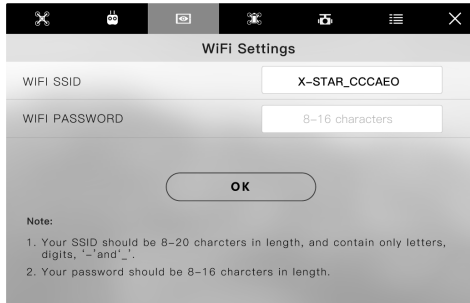 WiFi Settings
WIFI SSID
X-STAR_CCCAEO
WIFI PASSWORD
8-16 characters
OK
Note:
1. Your SSID should be 8-20 charcters in length, and contain only letters,
digits, '-'and'_'.
2. Your password should be 8-16 charcters in length.